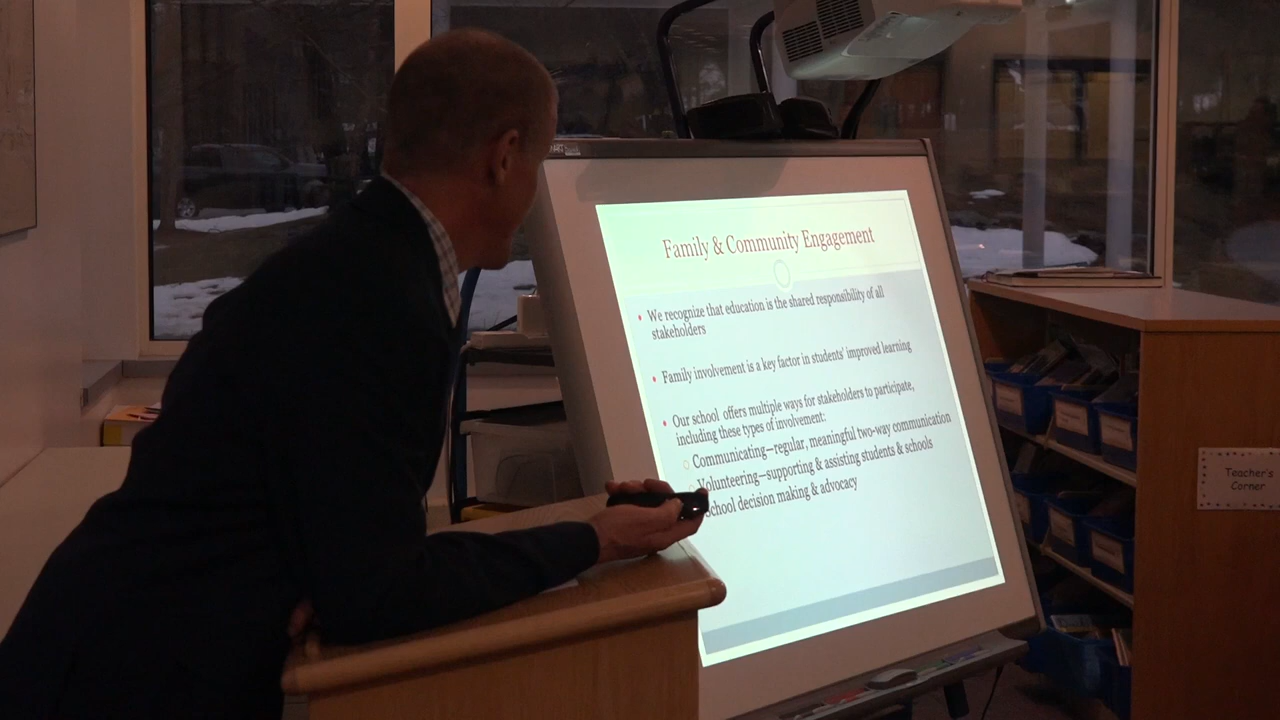 Family & Community Engagement
We recognize that education is the shared responsibility of all
stakeholders
Family involvement is a key factor in students' improved learning
Our school offers multiple ways for stakeholders to participate,
including these types of involvement:
Communicating—regular, meaningful two-way communication
Volunteering—supporting & assisting students & schools
School decision making & advocacy
Teacher's
Corner